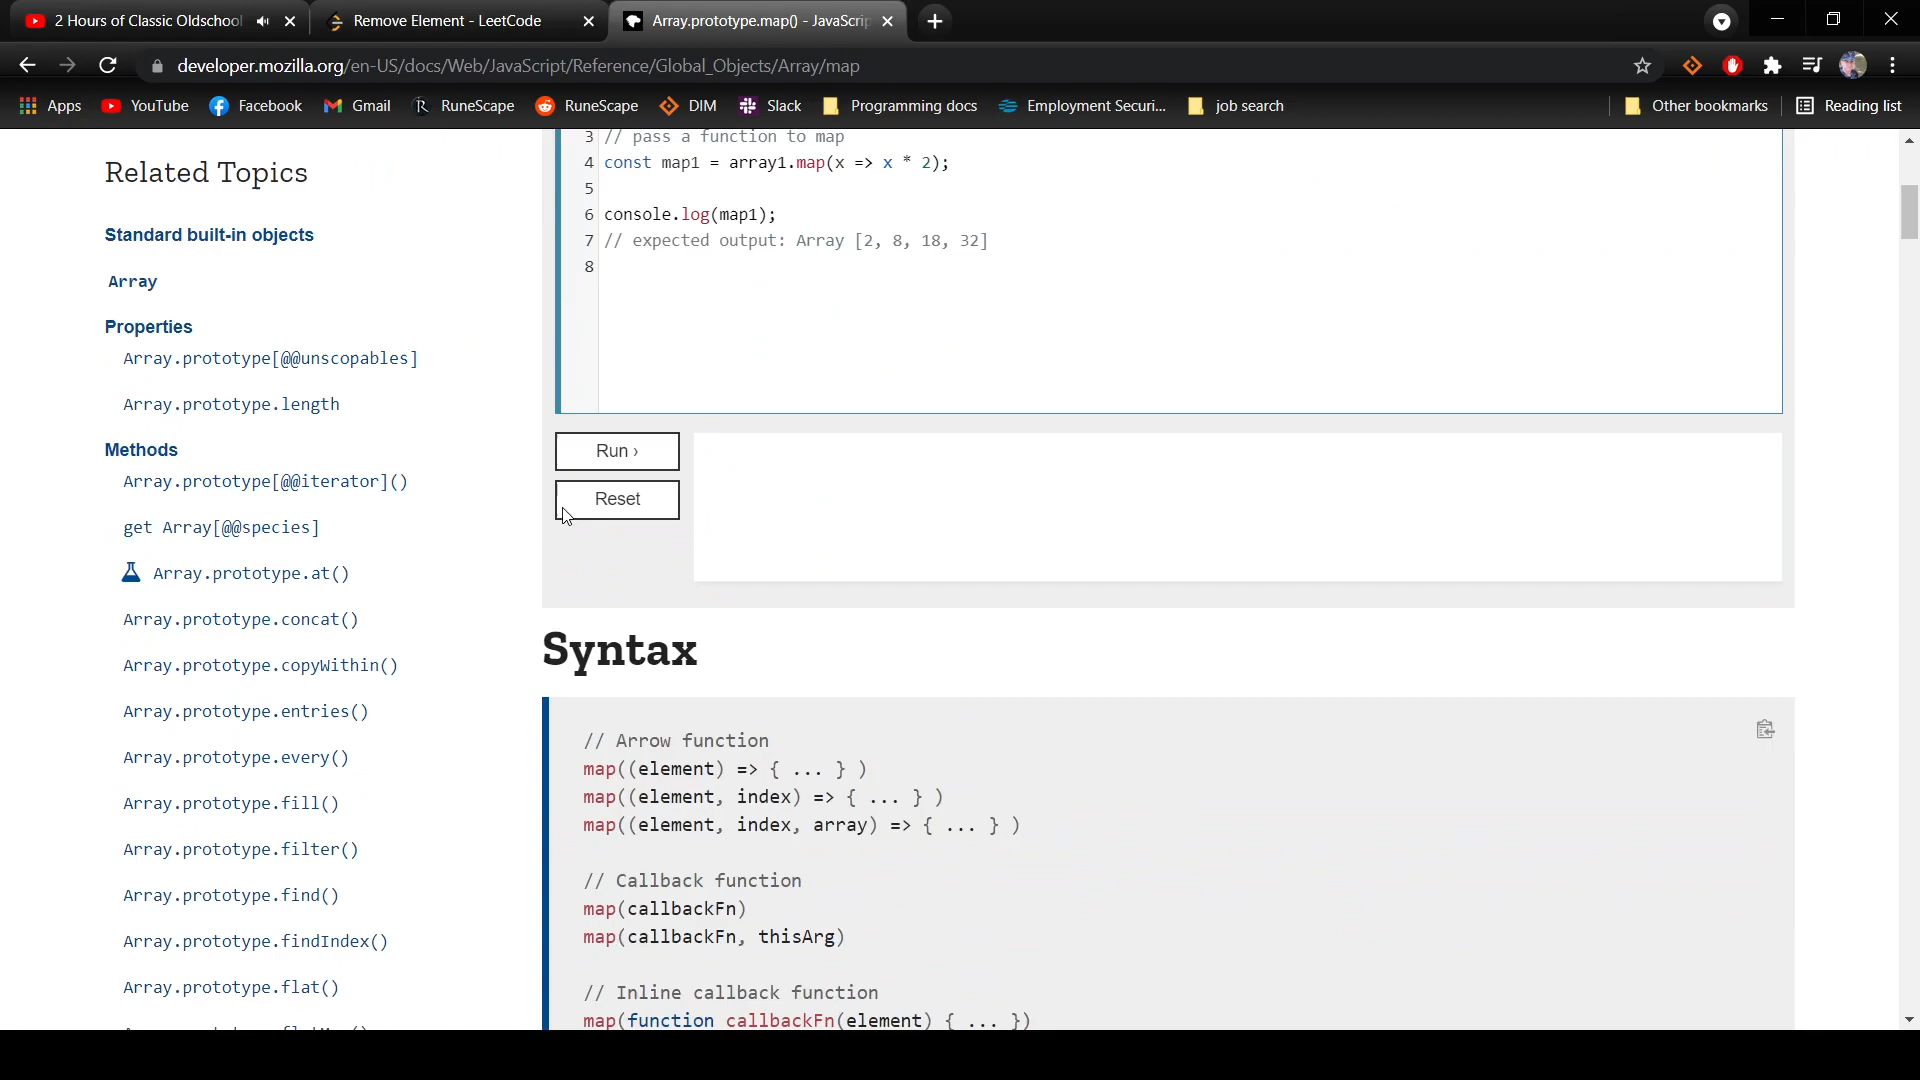 2 Hours of Classic Oldschool
Remove Element - LeetCode
Array.prototype.map() - JavaScrip
developer.mozilla.org/en-US/docs/Web/JavaScript/Reference/Global_Objects/Array/map
Apps
YouTube
Facebook
Gmail
RuneScape
RuneScape
DIM
Slack
Programming docs
Employment Securi...
job search
Other bookmarks
Reading list
Related Topics
Standard built-in objects
Array
Properties
Array.prototype[@@unscopables]
Array.prototype.length
Methods
Array.prototype[@@iterator]()
get Array[@@species]
Array.prototype.at()
Array.prototype.concat()
Array.prototype.copyWithin()
Array.prototype.entries()
Array.prototype.every()
Array.prototype.fill()
Array.prototype.filter()
Array.prototype.find()
Array.prototype.findIndex()
Array.prototype.flat()
3 // pass a function to map
4 const map1 = array1.map(x => x * 2);
5
6 console.log(map1);
7 // expected output: Array [2, 8, 18, 32]
8
Run ›
Reset
Syntax
// Arrow function
map((element) => { ... } )
map((element, index) => { ... } )
map((element, index, array) => { ... } )
// Callback function
map(callbackFn)
map(callbackFn, thisArg)
// Inline callback function
map(function callbackFn(element) { ... })